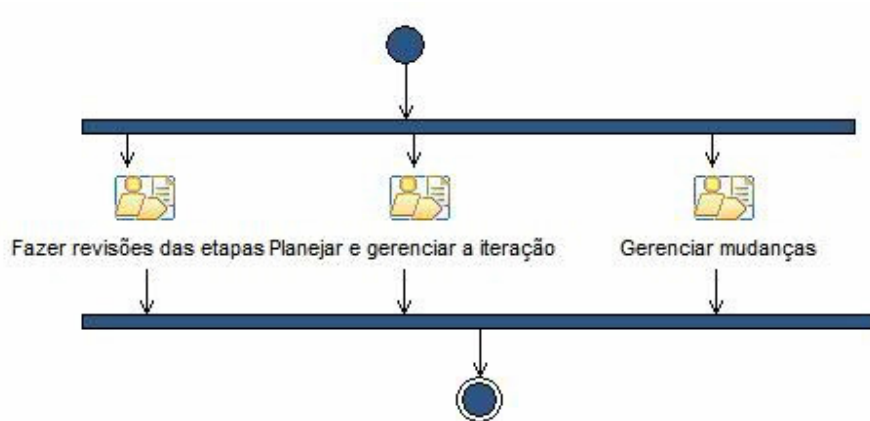 Fazer revisões das etapas
Planejar e gerenciar a iteração
Gerenciar mudanças